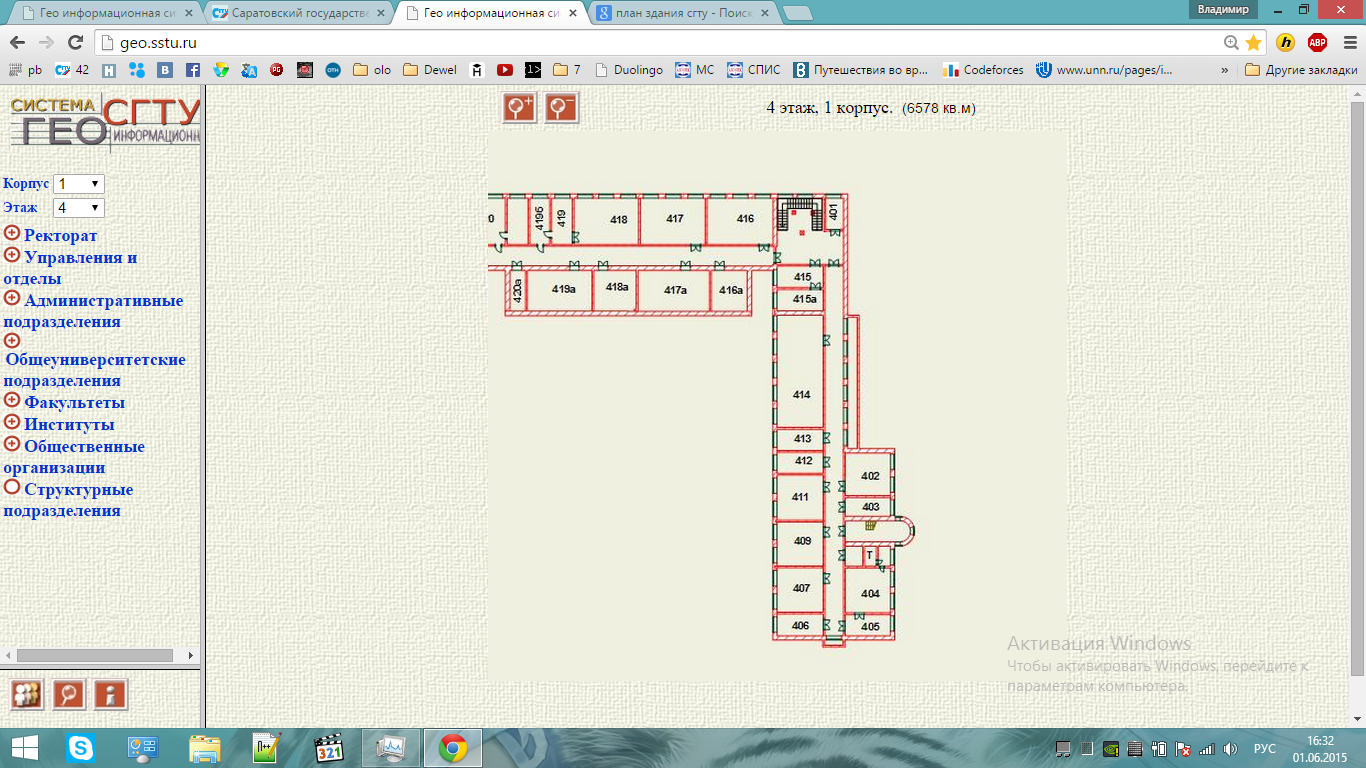 Гео информационная си
Саратовский государстве
Гео информационная си
план здания сгту - Поиск
Владимир
geo.sstu.ru
pb
42
olo
Dewel
7
Duolingo
МС
СПИС
Путешествия во вр...
Codeforces
www.unn.ru/pages/i...
»
Другие закладки
СИСТЕМА
СГТУ
ГЕО
ИНФОРМАЦИОНН
Корпус 1
Этаж 4
Ректорат
Управления и
отделы
Административные
подразделения
Общеуниверситетские
подразделения
Факультеты
Институты
Общественные
организации
Структурные
подразделения
4 этаж, 1 корпус. (6578 кв.м)
0
419б
419
418
417
416
401
420а
419а
418а
417а
416а
415
415а
414
413
412
411
409
407
406
402
403
Т
404
405
Активация Windows
Чтобы активировать Windows, перейдите к
параметрам компьютера.
321
РУС
16:32
01.06.2015